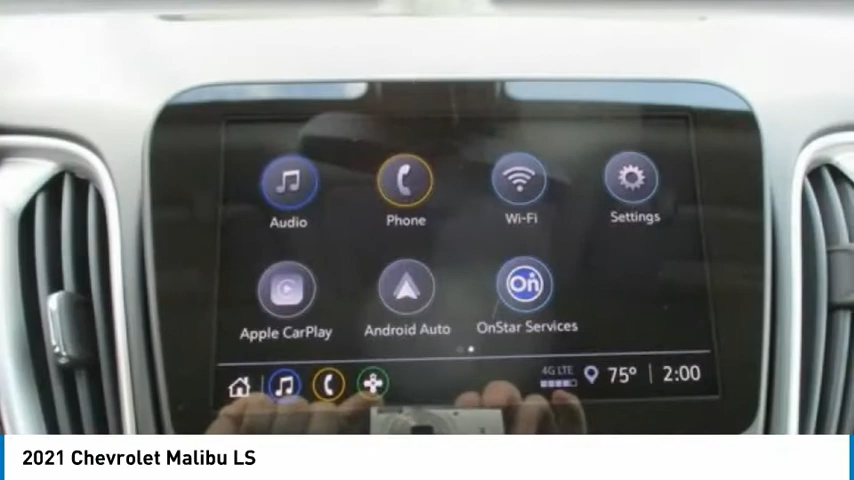 Audio Phone Wi-Fi Settings
Apple CarPlay Android Auto On OnStar Services
4G LTE 75° 2:00
2021 Chevrolet Malibu LS